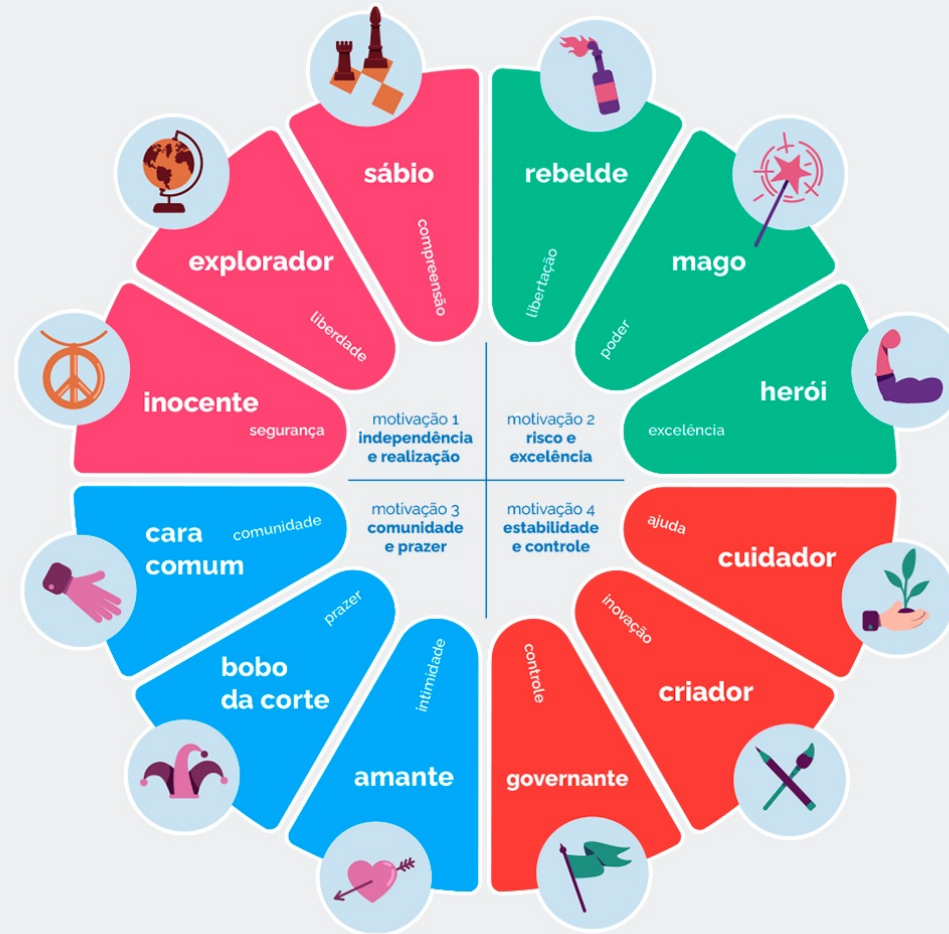 sábio
compreensão
rebelde
libertação
explorador
liberdade
mago
poder
inocente
segurança
herói
excelência
motivação 1
independência
e realização
motivação 2
risco e
excelência
motivação 3
comunidade
e prazer
motivação 4
estabilidade
e controle
cara
comum
comunidade
ajuda
cuidador
prazer
bobo
da corte
inovação
criador
intimidade
amante
controle
governante